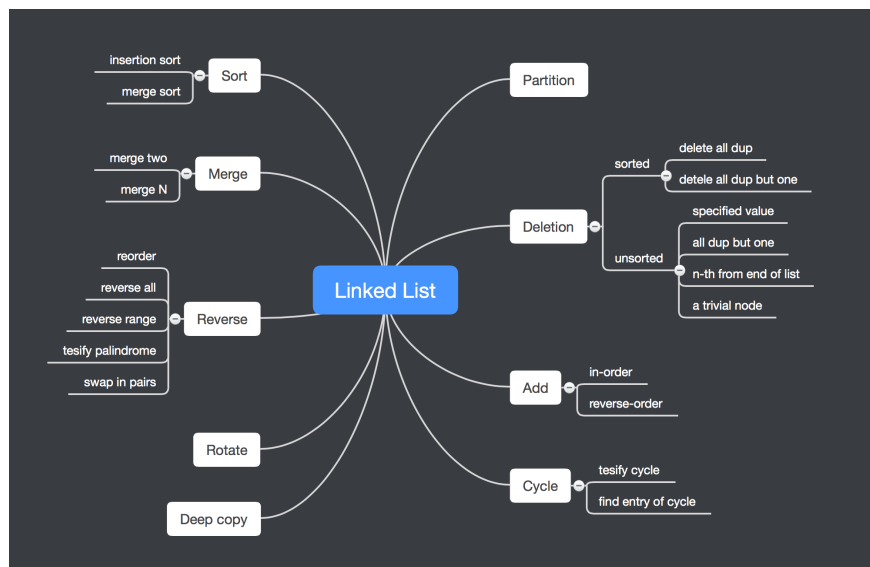 Linked List
Sort
insertion sort
merge sort
Merge
merge two
merge N
Reverse
reorder
reverse all
reverse range
tesify palindrome
swap in pairs
Rotate
Deep copy
Partition
Deletion
sorted
delete all dup
detele all dup but one
unsorted
specified value
all dup but one
n-th from end of list
a trivial node
Add
in-order
reverse-order
Cycle
tesify cycle
find entry of cycle